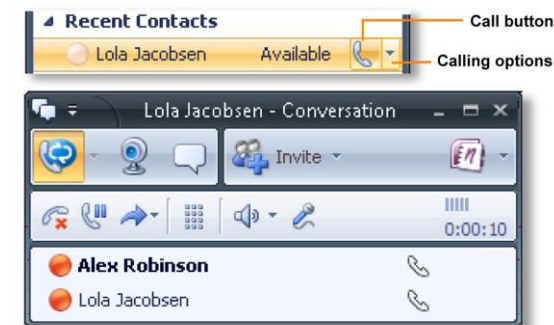 Recent Contacts
Call button
Lola Jacobsen Available
Calling options
Lola Jacobsen - Conversation
Invite
0:00:10
Alex Robinson
Lola Jacobsen